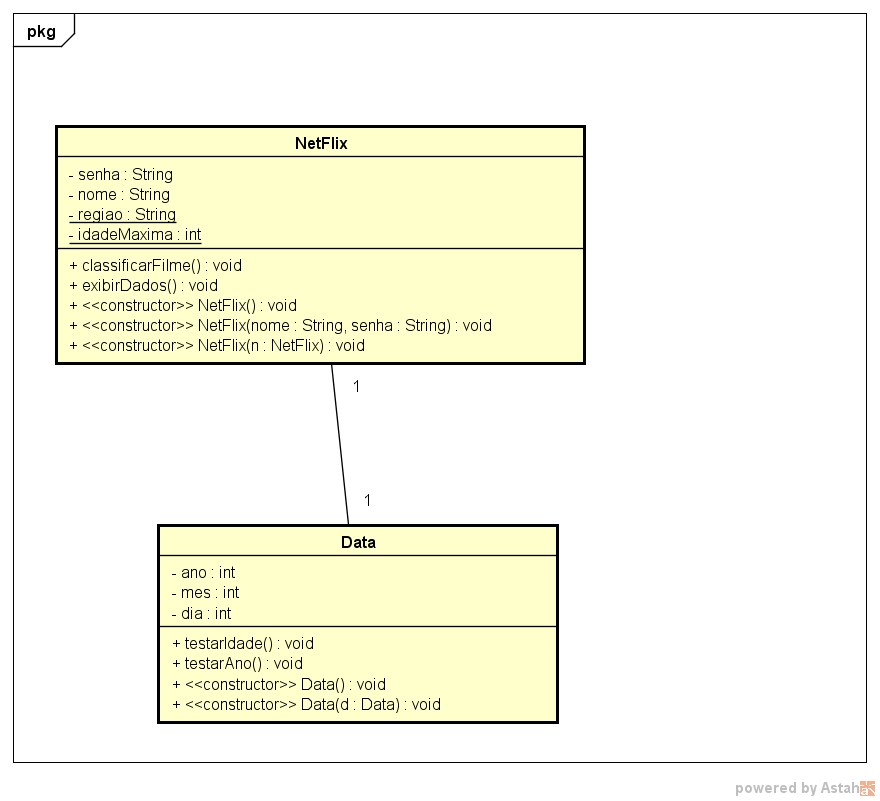 pkg
NetFlix
- senha : String
- nome : String
- regiao : String
- idadeMaxima : int
+ classificarFilme() : void
+ exibirDados() : void
+ <<constructor>> NetFlix() : void
+ <<constructor>> NetFlix(nome : String, senha : String) : void
+ <<constructor>> NetFlix(n : NetFlix) : void
1
1
Data
- ano : int
- mes : int
- dia : int
+ testarIdade() : void
+ testarAno() : void
+ <<constructor>> Data() : void
+ <<constructor>> Data(d : Data) : void
powered by Astah